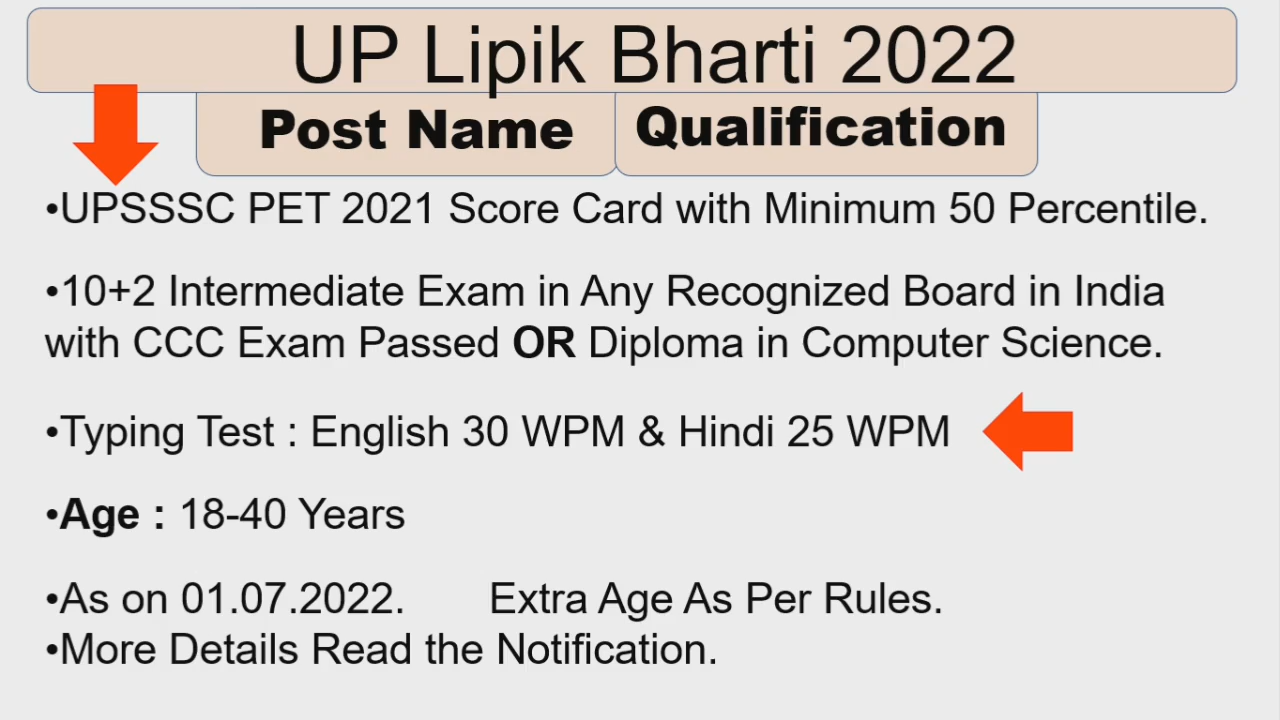 UP Lipik Bharti 2022
Post Name Qualification
•UPSSSC PET 2021 Score Card with Minimum 50 Percentile.
•10+2 Intermediate Exam in Any Recognized Board in India
with CCC Exam Passed OR Diploma in Computer Science.
•Typing Test : English 30 WPM & Hindi 25 WPM
•Age : 18-40 Years
•As on 01.07.2022. Extra Age As Per Rules.
•More Details Read the Notification.